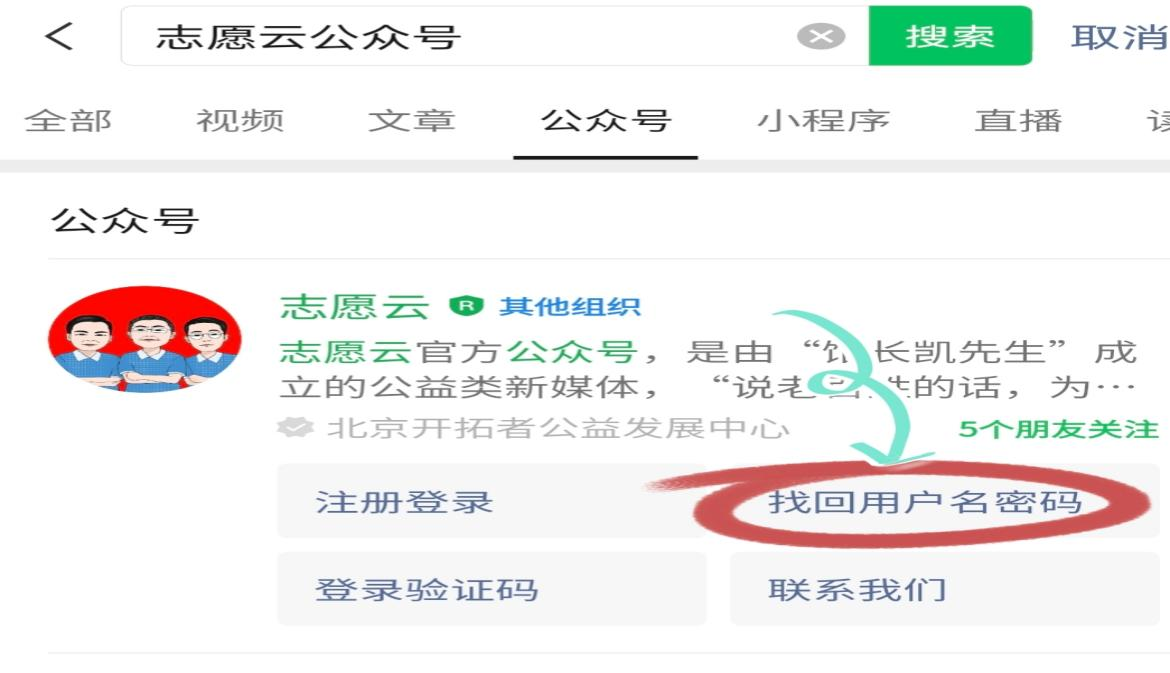 志愿云公众号 搜索 取消
全部 视频 文章 公众号 小程序 直播
公众号
志愿云 R 其他组织
志愿云官方公众号，是由“馆长凯先生”成
立的公益类新媒体，“说老百姓的话，为…
北京开拓者公益发展中心 5个朋友关注
注册登录 找回用户名密码
登录验证码 联系我们